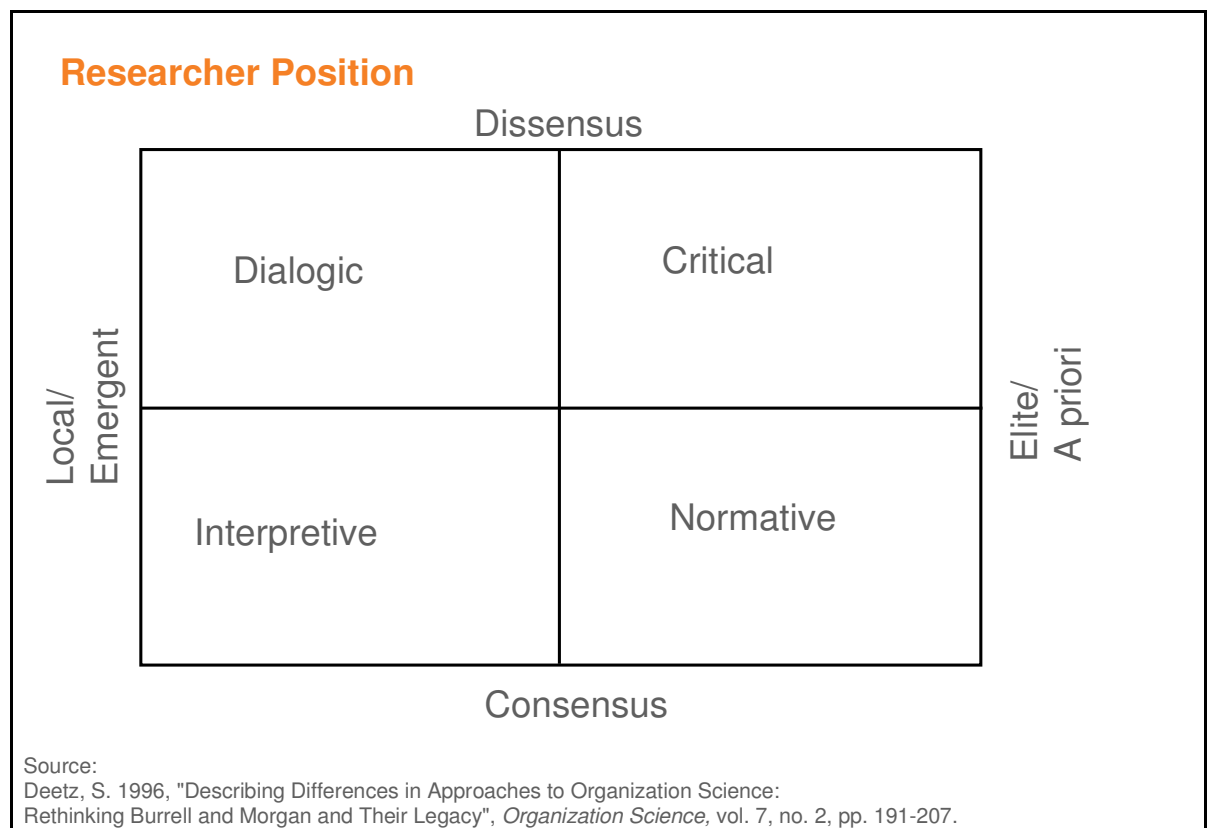 Researcher Position
Dissensus
Dialogic
Critical
Local/
Emergent
Elite/
A priori
Interpretive
Normative
Consensus
Source:
Deetz, S. 1996, "Describing Differences in Approaches to Organization Science:
Rethinking Burrell and Morgan and Their Legacy", Organization Science, vol. 7, no. 2, pp. 191-207.